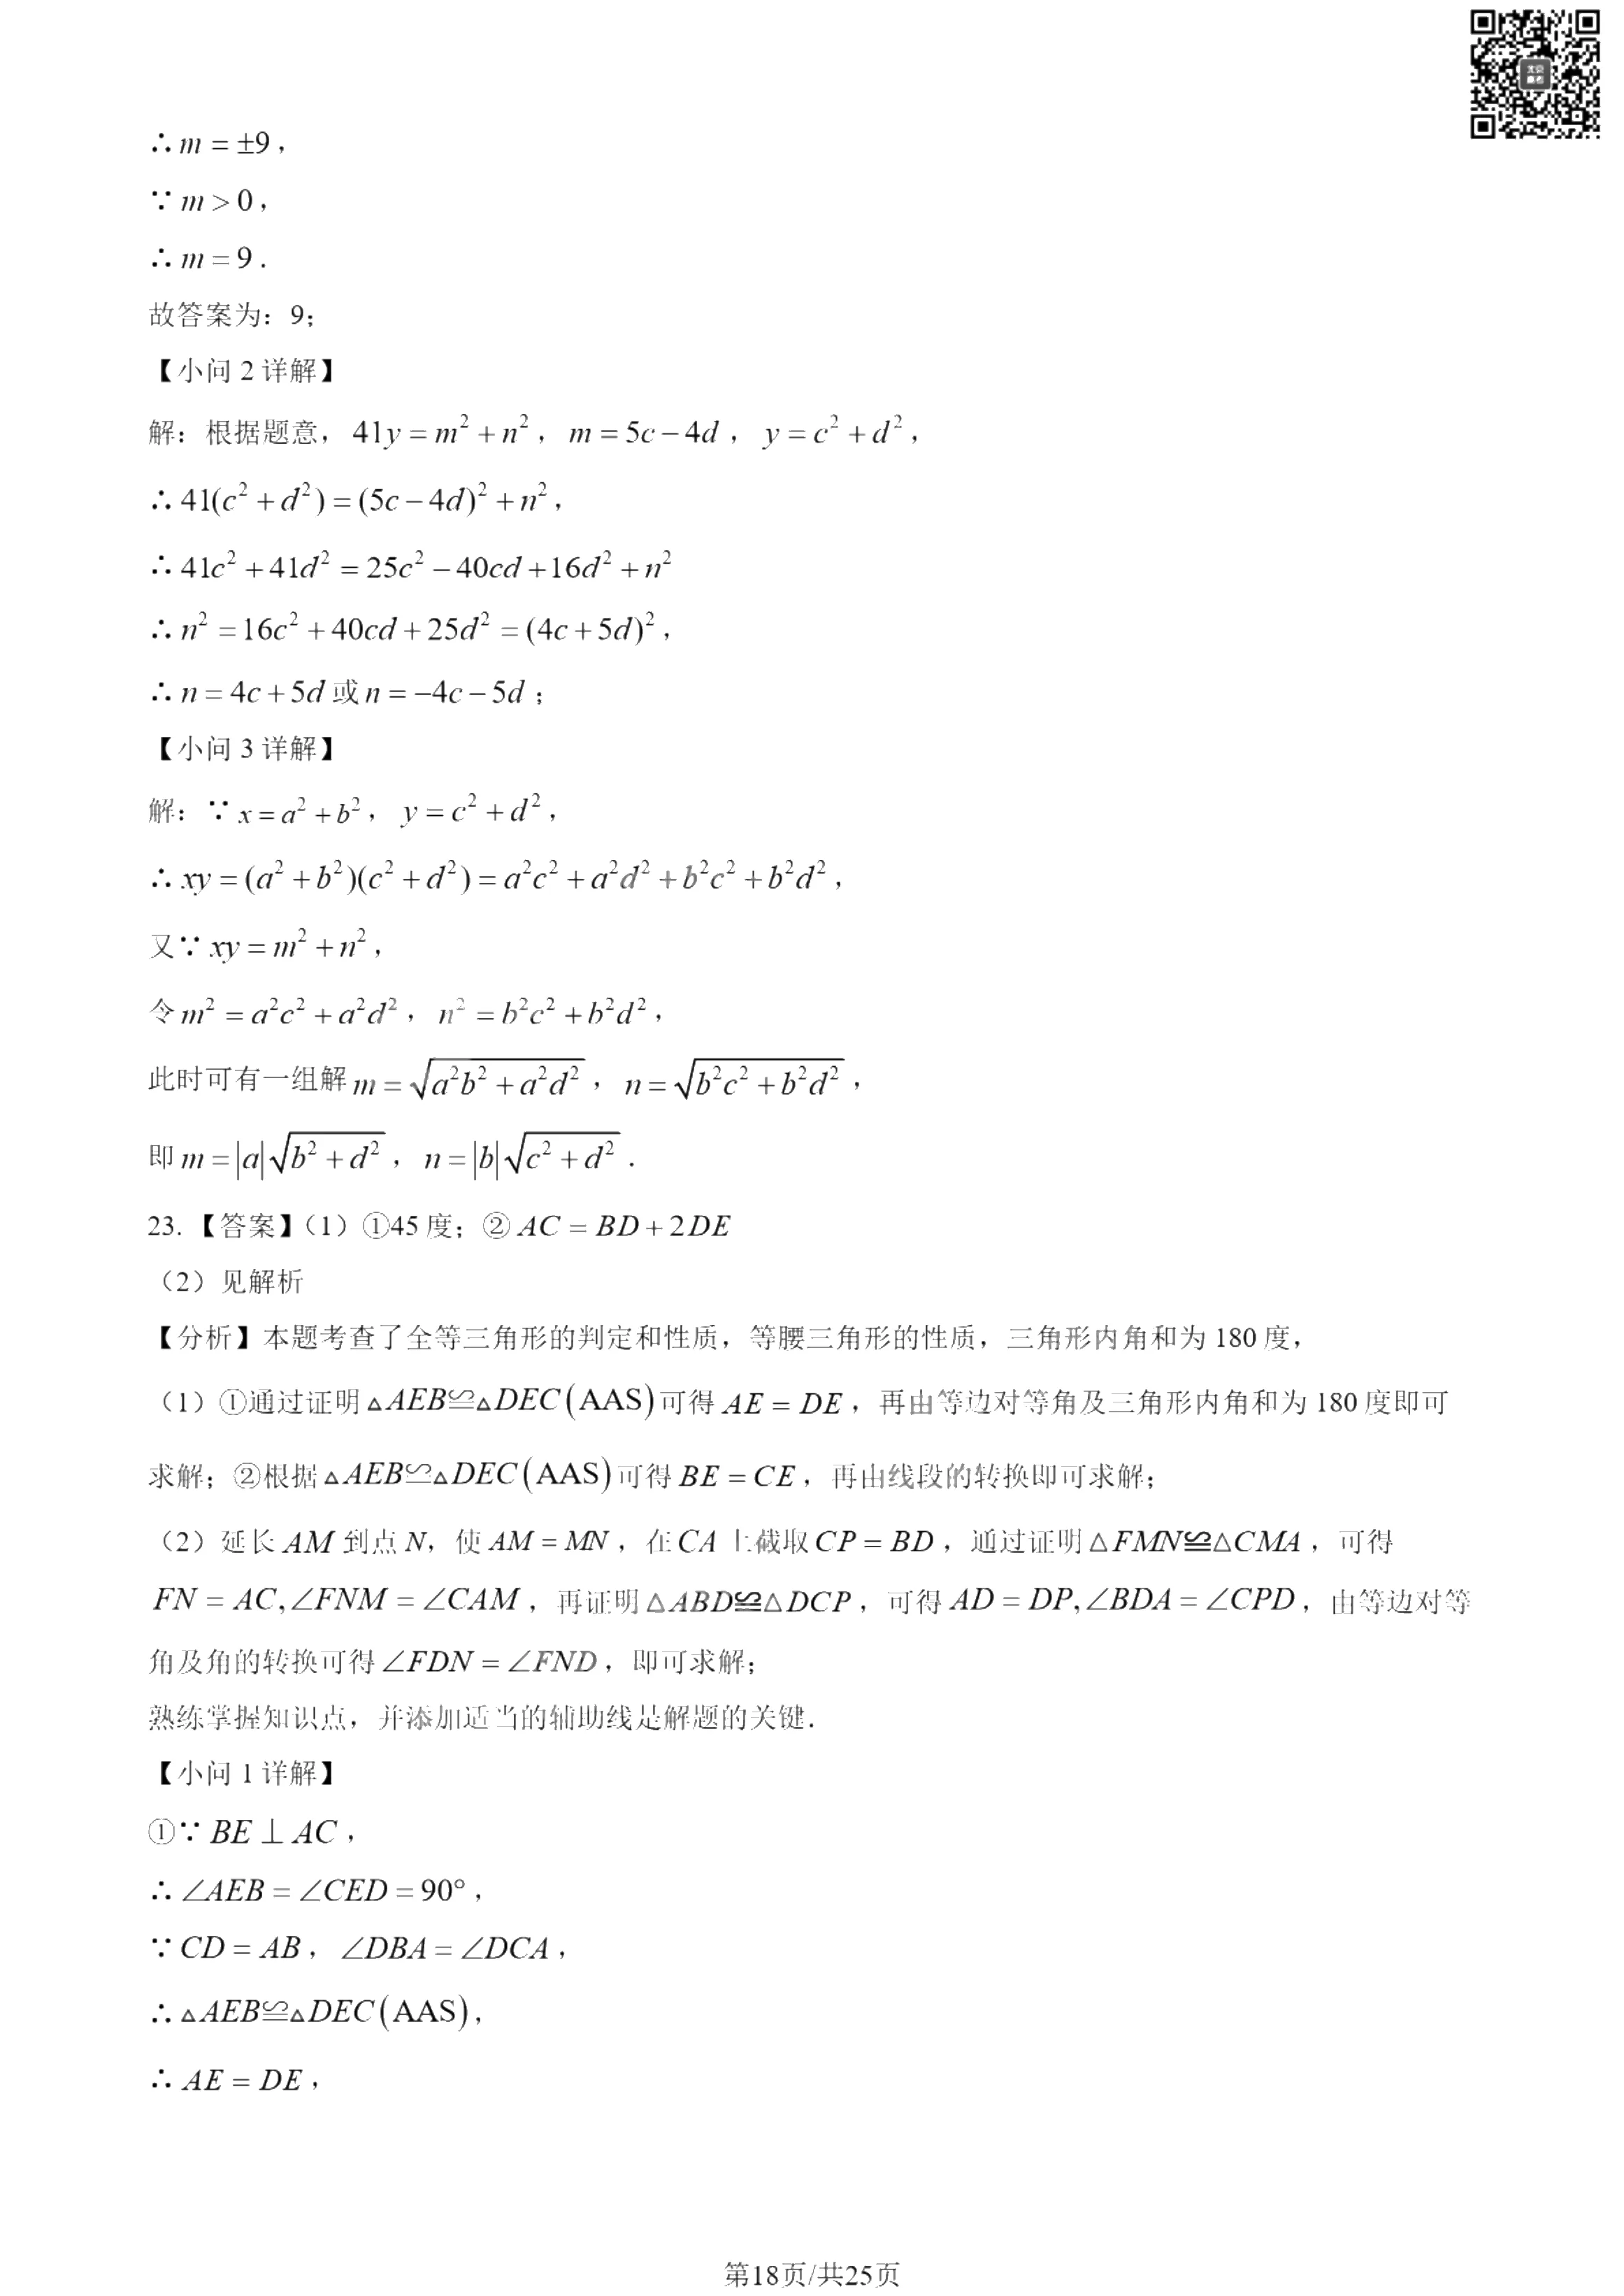 ∴m = ±9，
∵m > 0，
∴m = 9．
故答案为：9；
【小问 2 详解】
解：根据题意，41y = m² + n²，m = 5c − 4d，y = c² + d²，
∴41(c² + d²) = (5c − 4d)² + n²，
∴41c² + 41d² = 25c² − 40cd + 16d² + n²
∴n² = 16c² + 40cd + 25d² = (4c + 5d)²，
∴n = 4c + 5d 或 n = −4c − 5d；
【小问 3 详解】
解：∵x = a² + b²，y = c² + d²，
∴xy = (a² + b²)(c² + d²) = a²c² + a²d² + b²c² + b²d²，
又∵xy = m² + n²，
令 m² = a²c² + a²d²，n² = b²c² + b²d²，
此时可有一组解 m = √(a²b² + a²d²)，n = √(b²c² + b²d²)，
即 m = |a|√(b² + d²)，n = |b|√(c² + d²)．
23. 【答案】（1）①45 度；②AC = BD + 2DE
（2）见解析
【分析】本题考查了全等三角形的判定和性质，等腰三角形的性质，三角形内角和为 180 度，
（1）①通过证明△AEB≌△DEC(AAS)可得 AE = DE，再由等边对等角及三角形内角和为 180 度即可
求解；②根据△AEB≌△DEC(AAS)可得 BE = CE，再由线段的转换即可求解；
（2）延长 AM 到点 N，使 AM = MN，在 CA 上截取 CP = BD，通过证明△FMN≌△CMA，可得
FN = AC,∠FNM = ∠CAM，再证明△ABD≌△DCP，可得 AD = DP,∠BDA = ∠CPD，由等边对等
角及角的转换可得∠FDN = ∠FND，即可求解；
熟练掌握知识点，并添加适当的辅助线是解题的关键．
【小问 1 详解】
①∵BE ⊥ AC，
∴∠AEB = ∠CED = 90°，
∵CD = AB，∠DBA = ∠DCA，
∴△AEB≌△DEC(AAS)，
∴AE = DE，
第18页/共25页